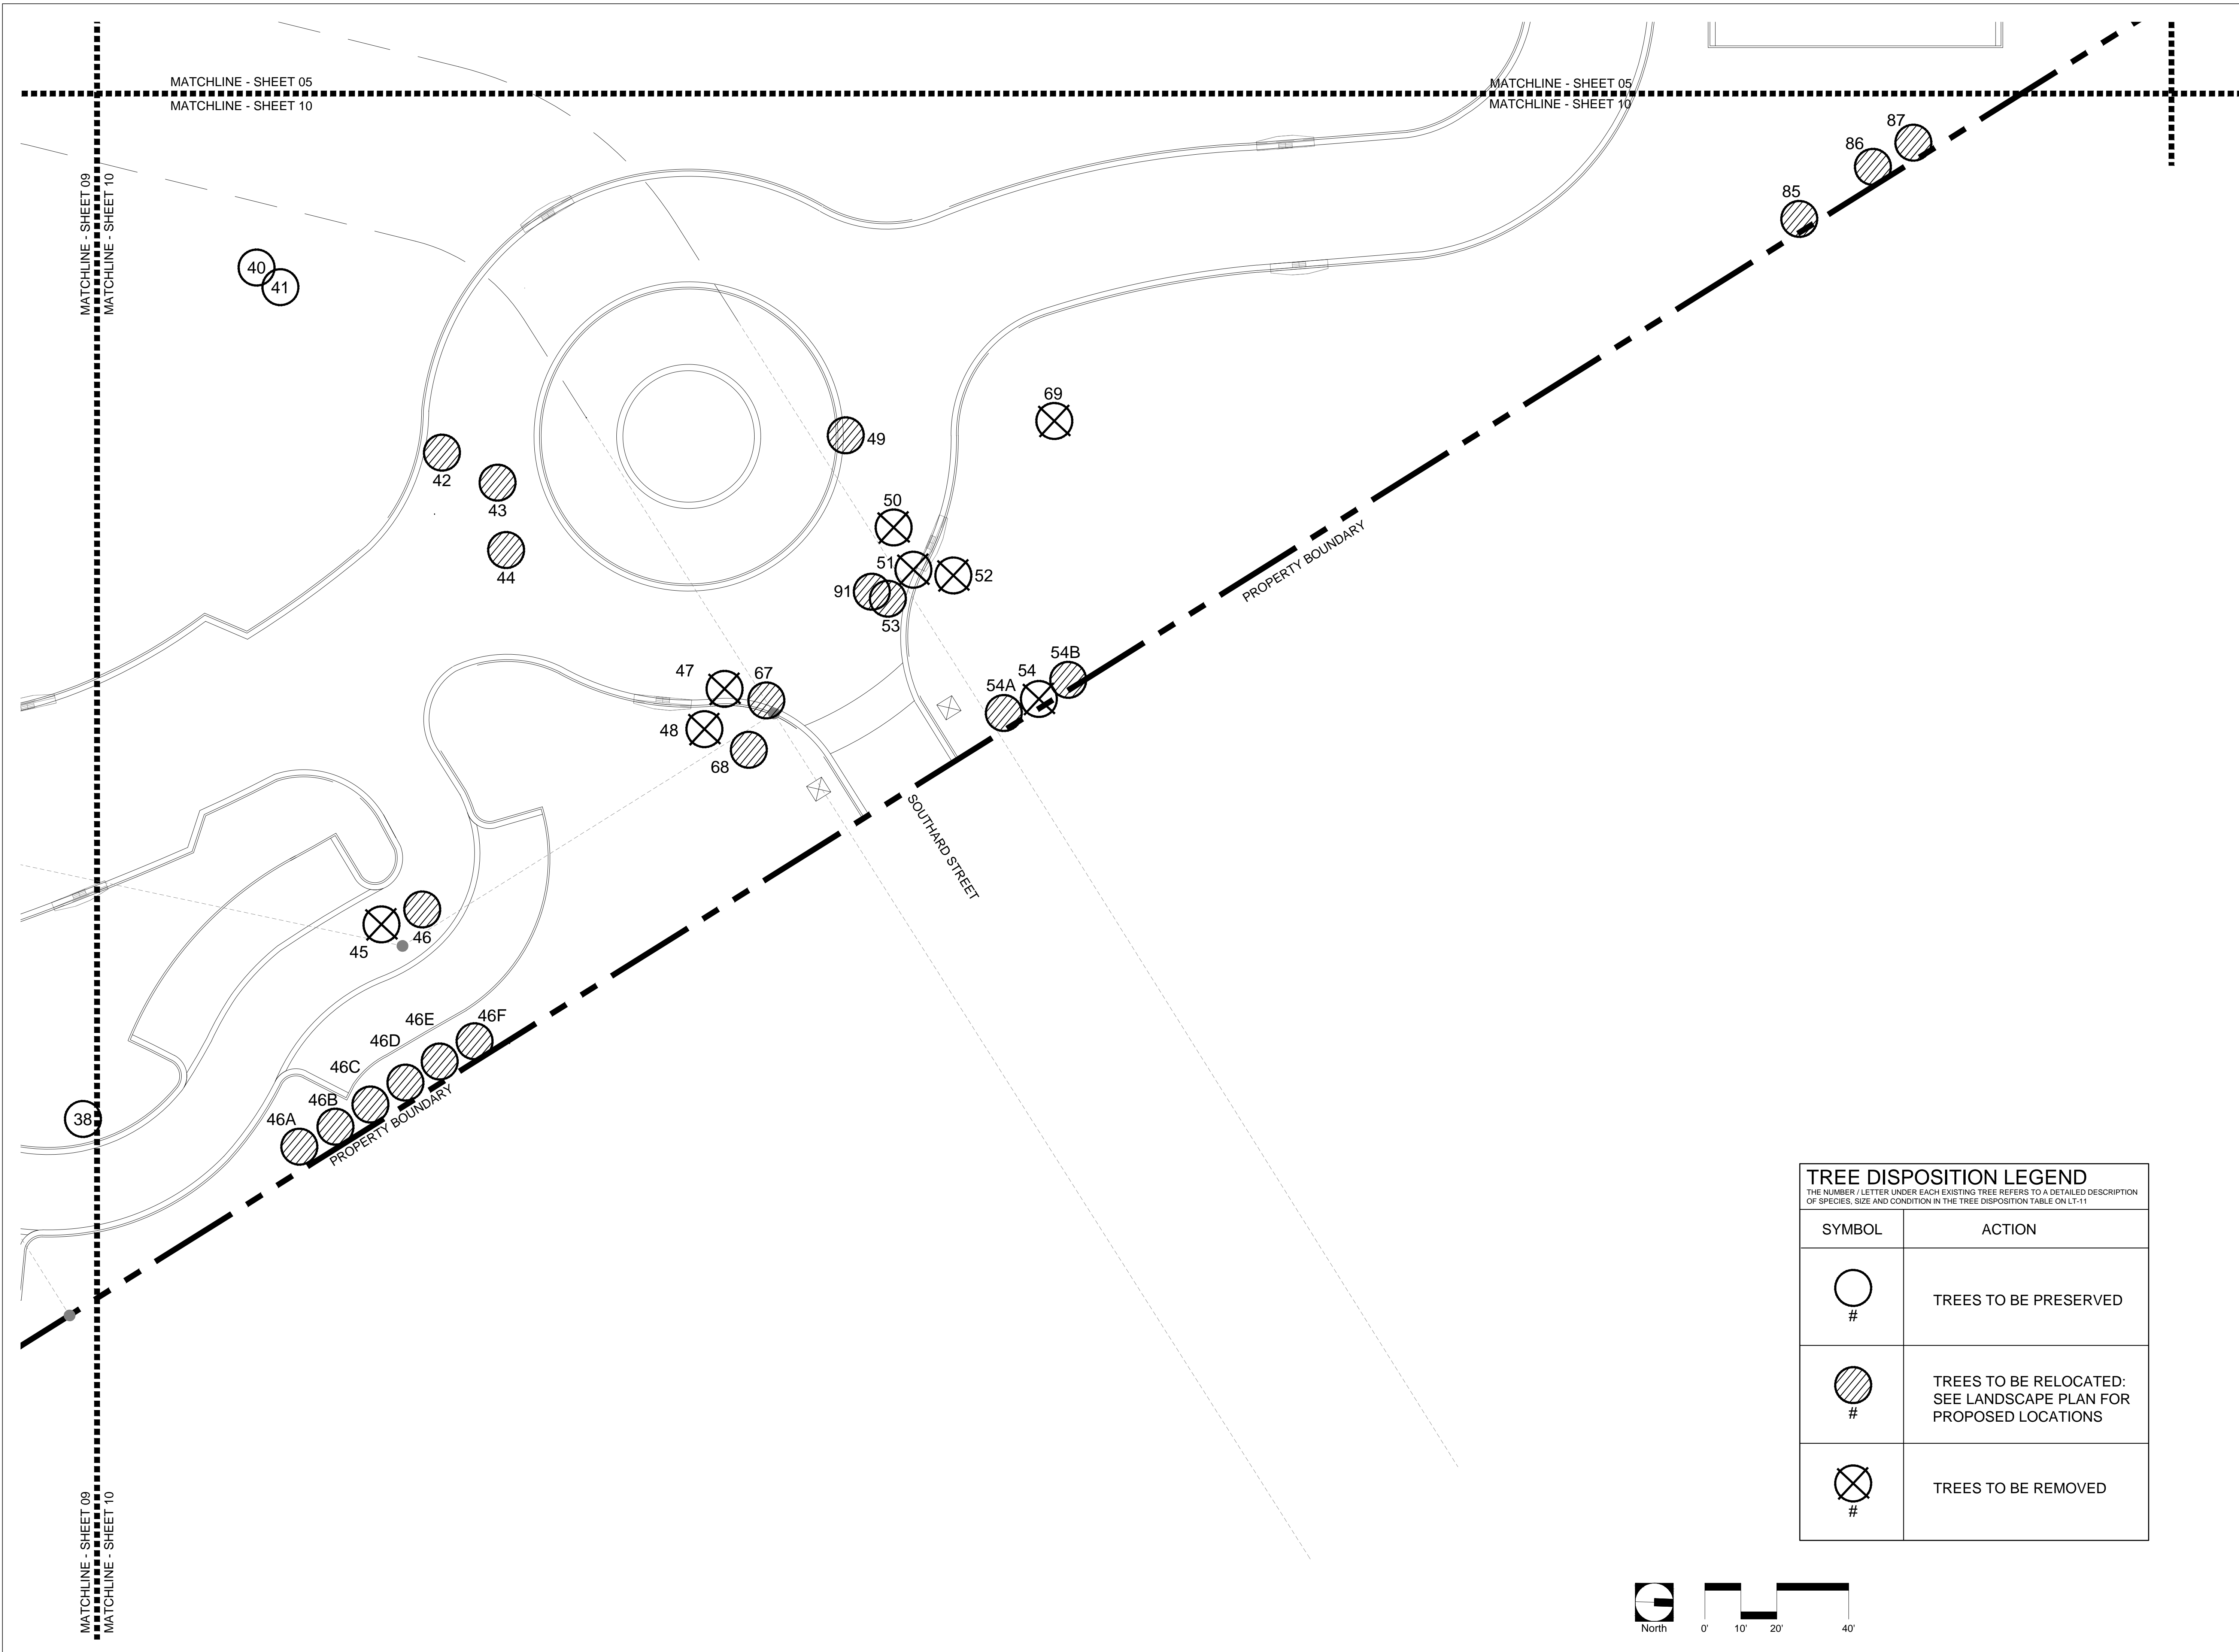 MATCHLINE - SHEET 05
MATCHLINE - SHEET 10
MATCHLINE - SHEET 05
MATCHLINE - SHEET 10
MATCHLINE - SHEET 09
MATCHLINE - SHEET 10
87
86
85
40
41
69
49
42
43
44
50
51
52
91
53
PROPERTY BOUNDARY
47
67
48
68
54A
54
54B
SOUTHARD STREET
45
46
46F
46E
46D
46C
46B
46A
PROPERTY BOUNDARY
38
MATCHLINE - SHEET 09
MATCHLINE - SHEET 10
TREE DISPOSITION LEGEND
THE NUMBER / LETTER UNDER EACH EXISTING TREE REFERS TO A DETAILED DESCRIPTION
OF SPECIES, SIZE AND CONDITION IN THE TREE DISPOSITION TABLE ON LT-11
SYMBOL ACTION
#
TREES TO BE PRESERVED
#
TREES TO BE RELOCATED:
SEE LANDSCAPE PLAN FOR
PROPOSED LOCATIONS
#
TREES TO BE REMOVED
North
0' 10' 20' 40'